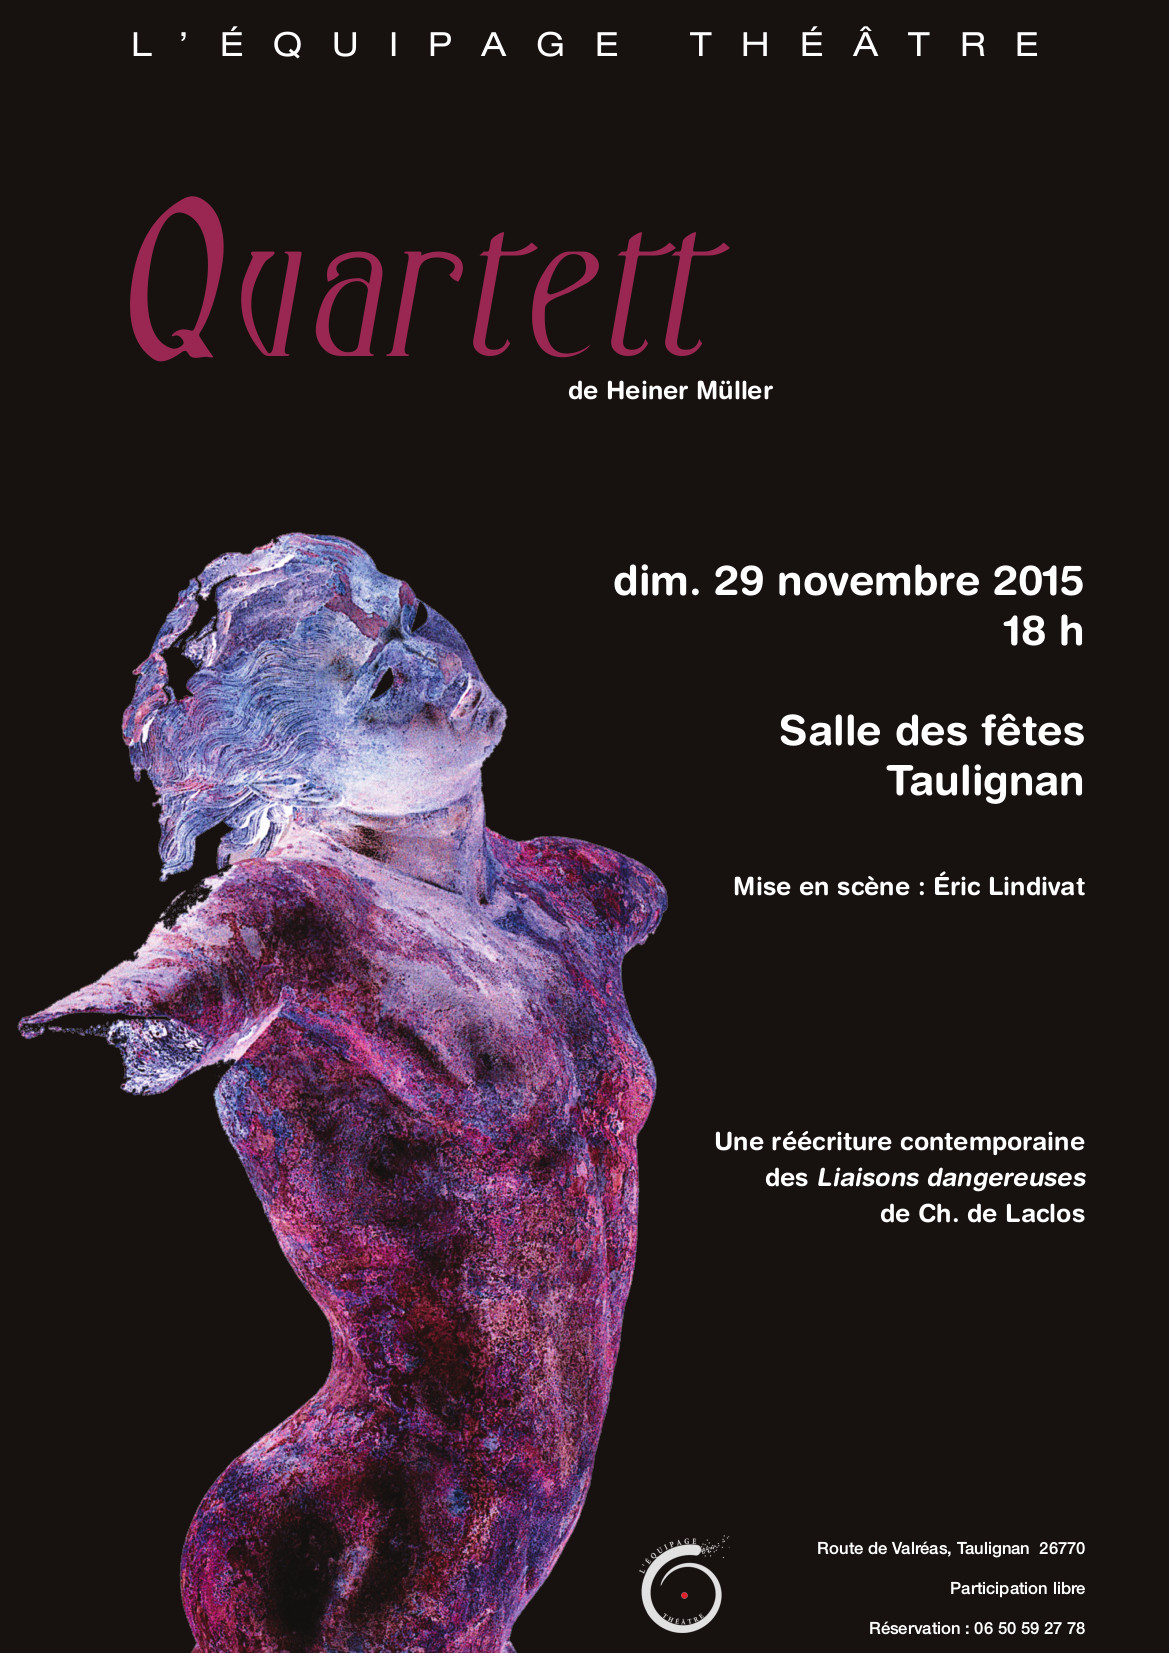 L'ÉQUIPAGE THÉÂTRE
Quartett
de Heiner Müller
dim. 29 novembre 2015
18 h
Salle des fêtes
Taulignan
Mise en scène : Éric Lindivat
Une réécriture contemporaine
des Liaisons dangereuses
de Ch. de Laclos
L'ÉQUIPAGE
THÉÂTRE
Route de Valréas, Taulignan 26770
Participation libre
Réservation : 06 50 59 27 78